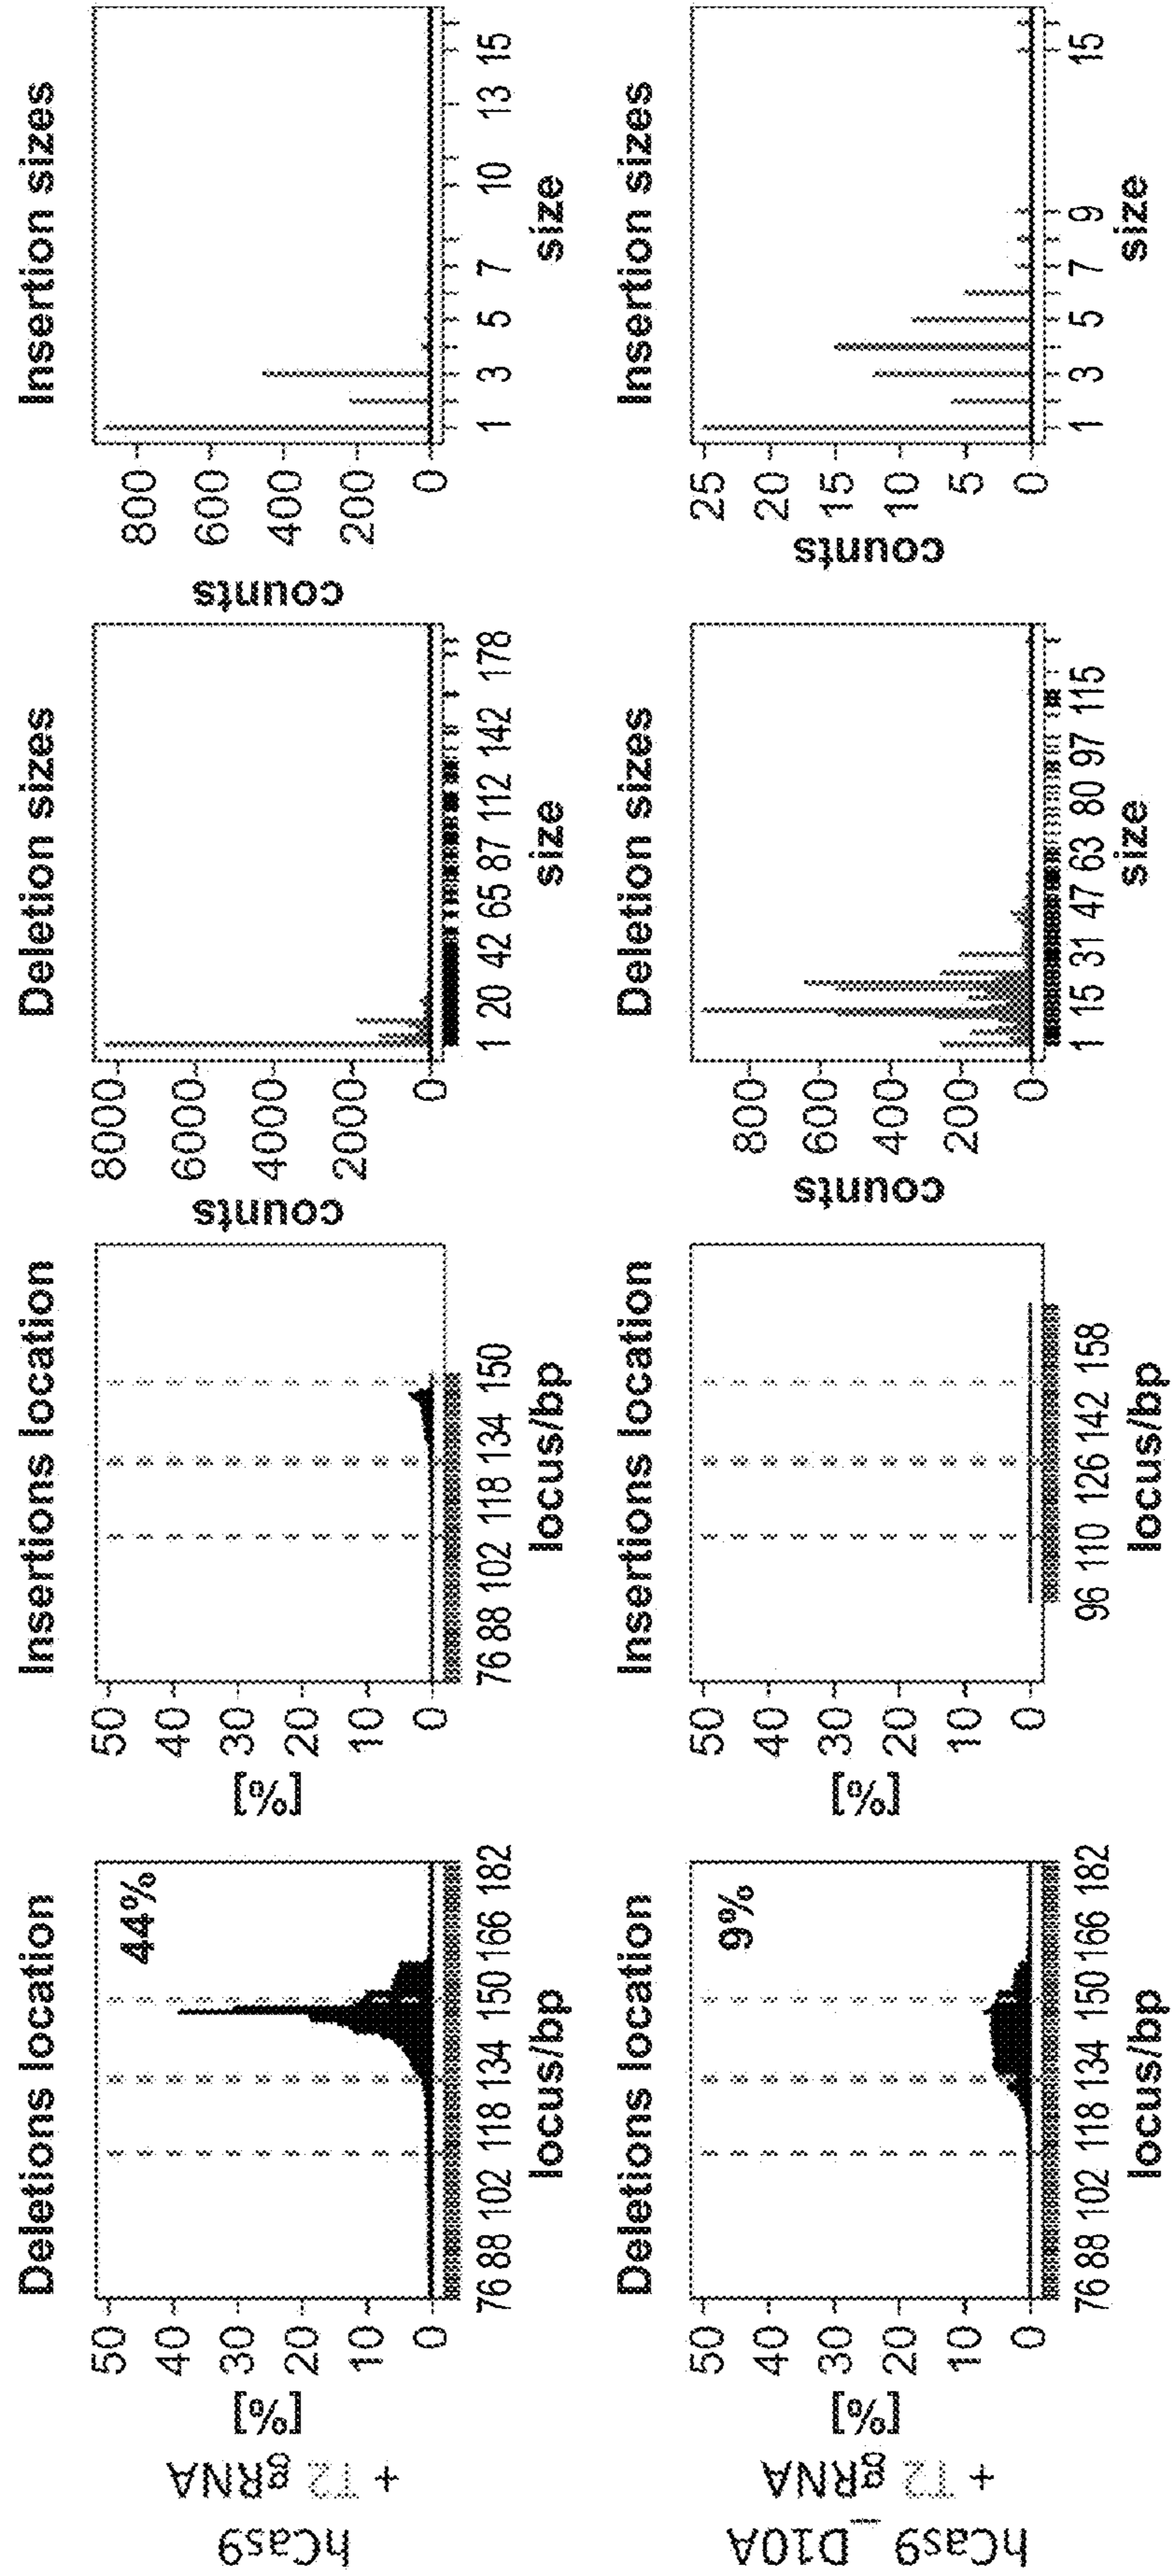 hCas9
+ T2 gRNA
Deletions location
44%
[%]
50
40
30
20
10
0
76 88 102 118 134 150 166 182
locus/bp
Insertions location
[%]
50
40
30
20
10
0
76 88 102 118 134 150
locus/bp
Deletion sizes
counts
8000
6000
4000
2000
0
1 20 42 65 87 112 142 178
size
Insertion sizes
counts
800
600
400
200
0
1 3 5 7 10 13 15
size
hCas9_D10A
+ T2 gRNA
Deletions location
9%
[%]
50
40
30
20
10
0
76 88 102 118 134 150 166 182
locus/bp
Insertions location
[%]
50
40
30
20
10
0
96 110 126 142 158
locus/bp
Deletion sizes
counts
800
600
400
200
0
1 15 31 47 63 80 97 115
size
Insertion sizes
counts
25
20
15
10
5
0
1 3 5 7 9 15
size